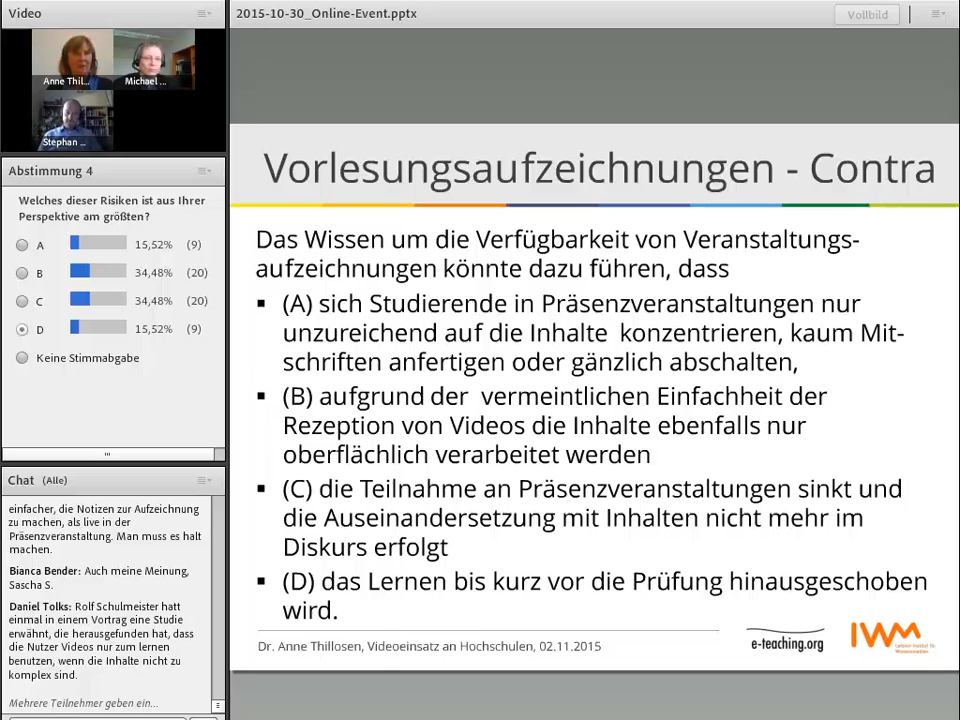 Video
Anne Thil...
Michael ...
Stephan ...
Abstimmung 4
Welches dieser Risiken ist aus Ihrer
Perspektive am größten?
A 15,52% (9)
B 34,48% (20)
C 34,48% (20)
D 15,52% (9)
Keine Stimmabgabe
Chat (Alle)
einfacher, die Notizen zur Aufzeichnung
zu machen, als live in der
Präsenzveranstaltung. Man muss es halt
machen.
Bianca Bender: Auch meine Meinung,
Sascha S.
Daniel Tolks: Rolf Schulmeister hatt
einmal in einem Vortrag eine Studie
erwähnt, die herausgefunden hat, dass
die Nutzer Videos nur zum lernen
benutzen, wenn die Inhalte nicht zu
komplex sind.
Mehrere Teilnehmer geben ein...
2015-10-30_Online-Event.pptx
Vollbild
Vorlesungsaufzeichnungen - Contra
Das Wissen um die Verfügbarkeit von Veranstaltungs-
aufzeichnungen könnte dazu führen, dass
▪ (A) sich Studierende in Präsenzveranstaltungen nur
unzureichend auf die Inhalte konzentrieren, kaum Mit-
schriften anfertigen oder gänzlich abschalten,
▪ (B) aufgrund der vermeintlichen Einfachheit der
Rezeption von Videos die Inhalte ebenfalls nur
oberflächlich verarbeitet werden
▪ (C) die Teilnahme an Präsenzveranstaltungen sinkt und
die Auseinandersetzung mit Inhalten nicht mehr im
Diskurs erfolgt
▪ (D) das Lernen bis kurz vor die Prüfung hinausgeschoben
wird.
Dr. Anne Thillosen, Videoeinsatz an Hochschulen, 02.11.2015
e-teaching.org
IWM